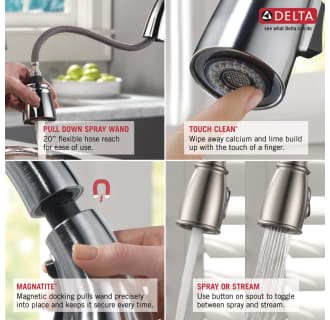 DELTA
see what Delta can do
PULL DOWN SPRAY WAND
20" flexible hose reach
for ease of use.
TOUCH CLEAN®
Wipe away calcium and lime build
up with the touch of a finger.
MAGNATITE®
Magnetic docking pulls wand precisely
into place and keeps it secure every time.
SPRAY OR STREAM
Use button on spout to toggle
between spray and stream.